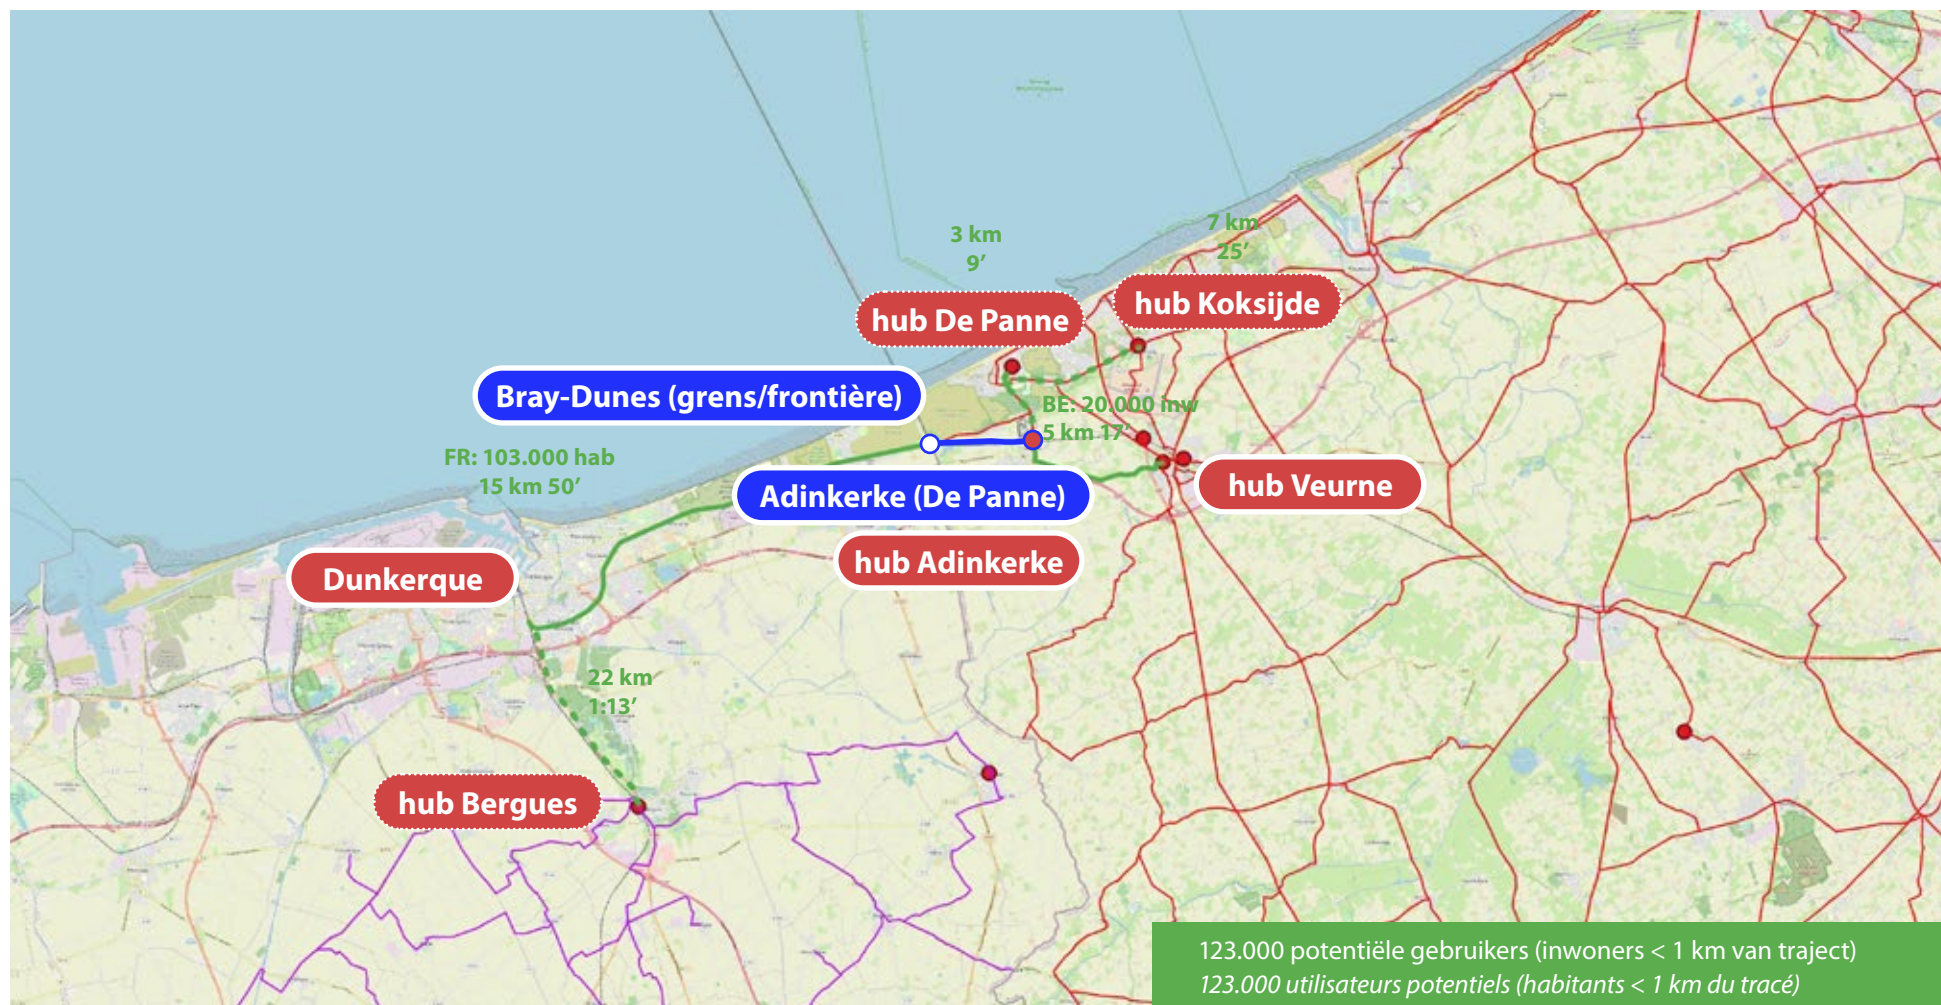 3 km
9’
7 km
25’
hub De Panne
hub Koksijde
Bray-Dunes (grens/frontière)
BE: 20.000 inw
5 km 17’
FR: 103.000 hab
15 km 50’
Adinkerke (De Panne)
hub Veurne
hub Adinkerke
Dunkerque
22 km
1:13’
hub Bergues
123.000 potentiële gebruikers (inwoners < 1 km van traject)
123.000 utilisateurs potentiels (habitants < 1 km du tracé)